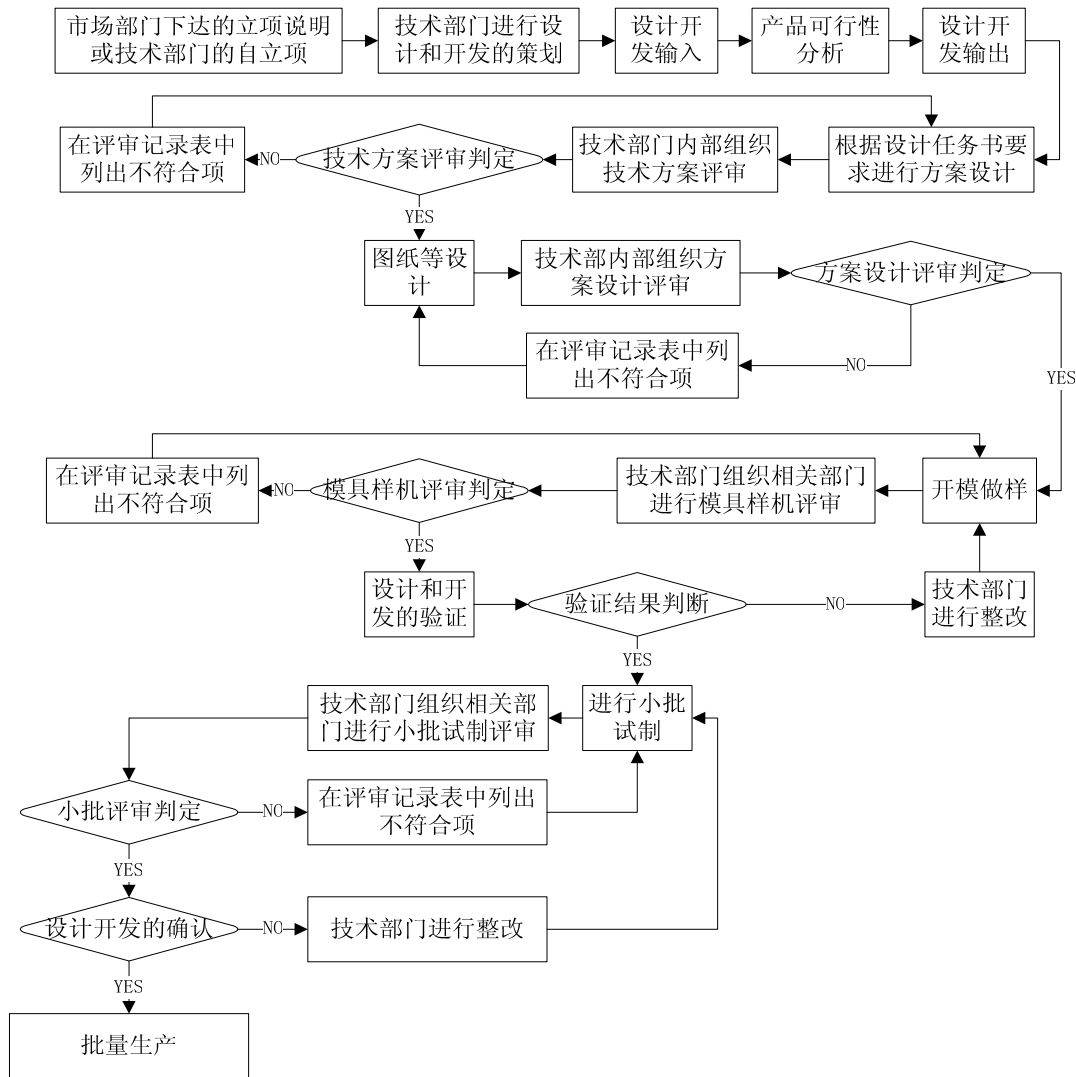 市场部门下达的立项说明
或技术部门的自立项
技术部门进行设
计和开发的策划
设计开
发输入
产品可行性
分析
设计开
发输出
在评审记录表中
列出不符合项
NO
技术方案评审判定
技术部门内部组织
技术方案评审
根据设计任务书要
求进行方案设计
YES
图纸等设
计
技术部内部组织方
案设计评审
方案设计评审判定
在评审记录表中列
出不符合项
NO
YES
在评审记录表中列
出不符合项
NO
模具样机评审判定
技术部门组织相关部门
进行模具样机评审
开模做样
YES
设计和开
发的验证
验证结果判断
NO
技术部门
进行整改
YES
技术部门组织相关部
门进行小批试制评审
进行小批
试制
小批评审判定
NO
在评审记录表中列出
不符合项
YES
设计开发的确认
NO
技术部门进行整改
YES
批量生产